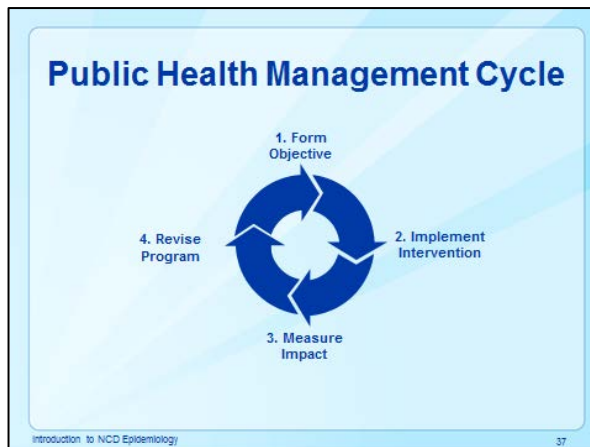 Public Health Management Cycle
1. Form
Objective
2. Implement
Intervention
3. Measure
Impact
4. Revise
Program
Introduction to NCD Epidemiology
37